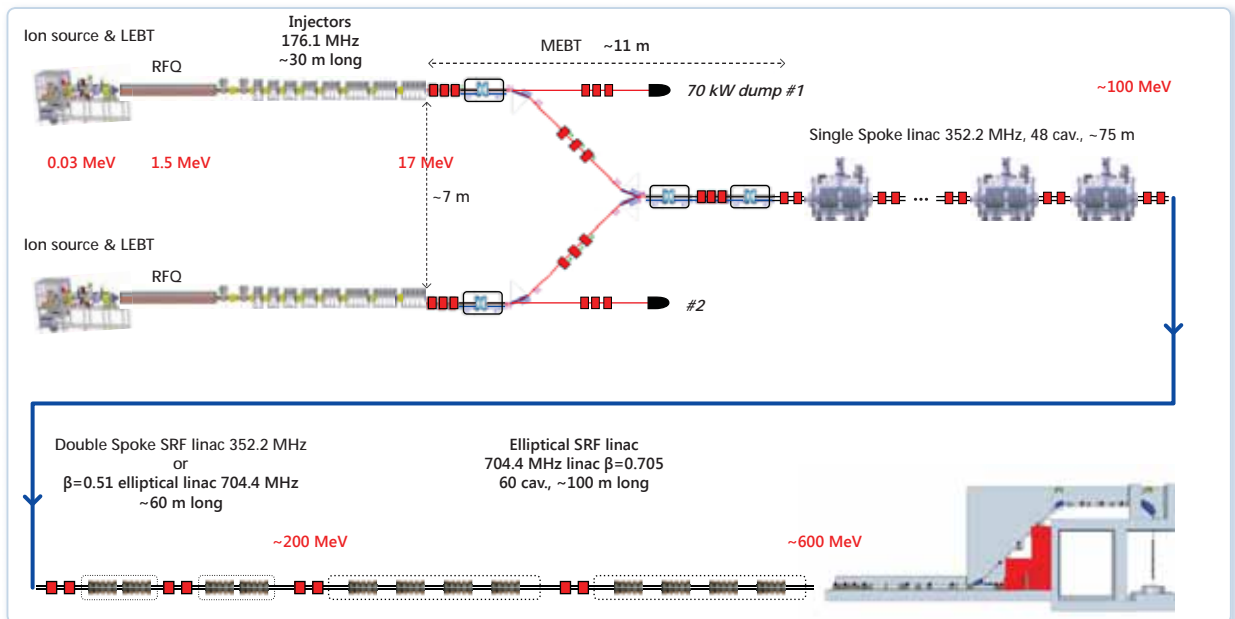 Ion source & LEBT
RFQ
Injectors
176.1 MHz
~30 m long
MEBT ~11 m
70 kW dump #1
~100 MeV
Single Spoke linac 352.2 MHz, 48 cav., ~75 m
0.03 MeV
1.5 MeV
17 MeV
~7 m
...
Ion source & LEBT
RFQ
#2
Double Spoke SRF linac 352.2 MHz
or
β=0.51 elliptical linac 704.4 MHz
~60 m long
Elliptical SRF linac
704.4 MHz linac β=0.705
60 cav., ~100 m long
~200 MeV
~600 MeV